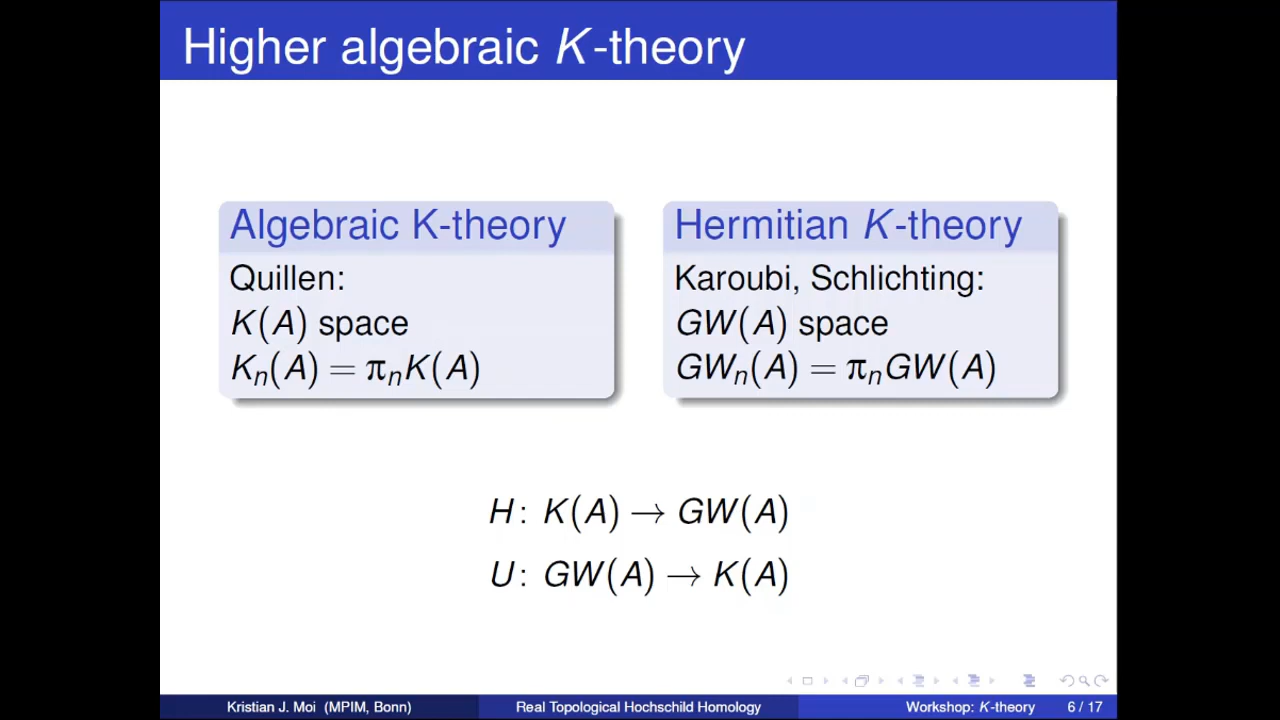 Higher algebraic K-theory
Algebraic K-theory
Quillen:
K(A) space
Kₙ(A) = πₙK(A)
Hermitian K-theory
Karoubi, Schlichting:
GW(A) space
GWₙ(A) = πₙGW(A)
H: K(A) → GW(A)
U: GW(A) → K(A)
Kristian J. Moi (MPIM, Bonn)
Real Topological Hochschild Homology
Workshop: K-theory
6 / 17